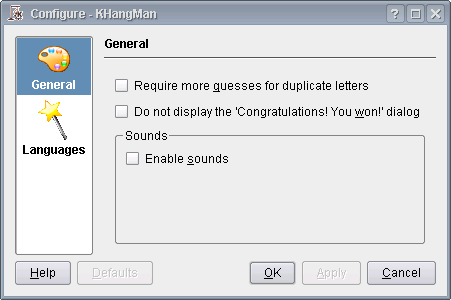 Configure - KHangMan
General
Languages
General
Require more guesses for duplicate letters
Do not display the 'Congratulations! You won!' dialog
Sounds
Enable sounds
Help
Defaults
OK
Apply
Cancel